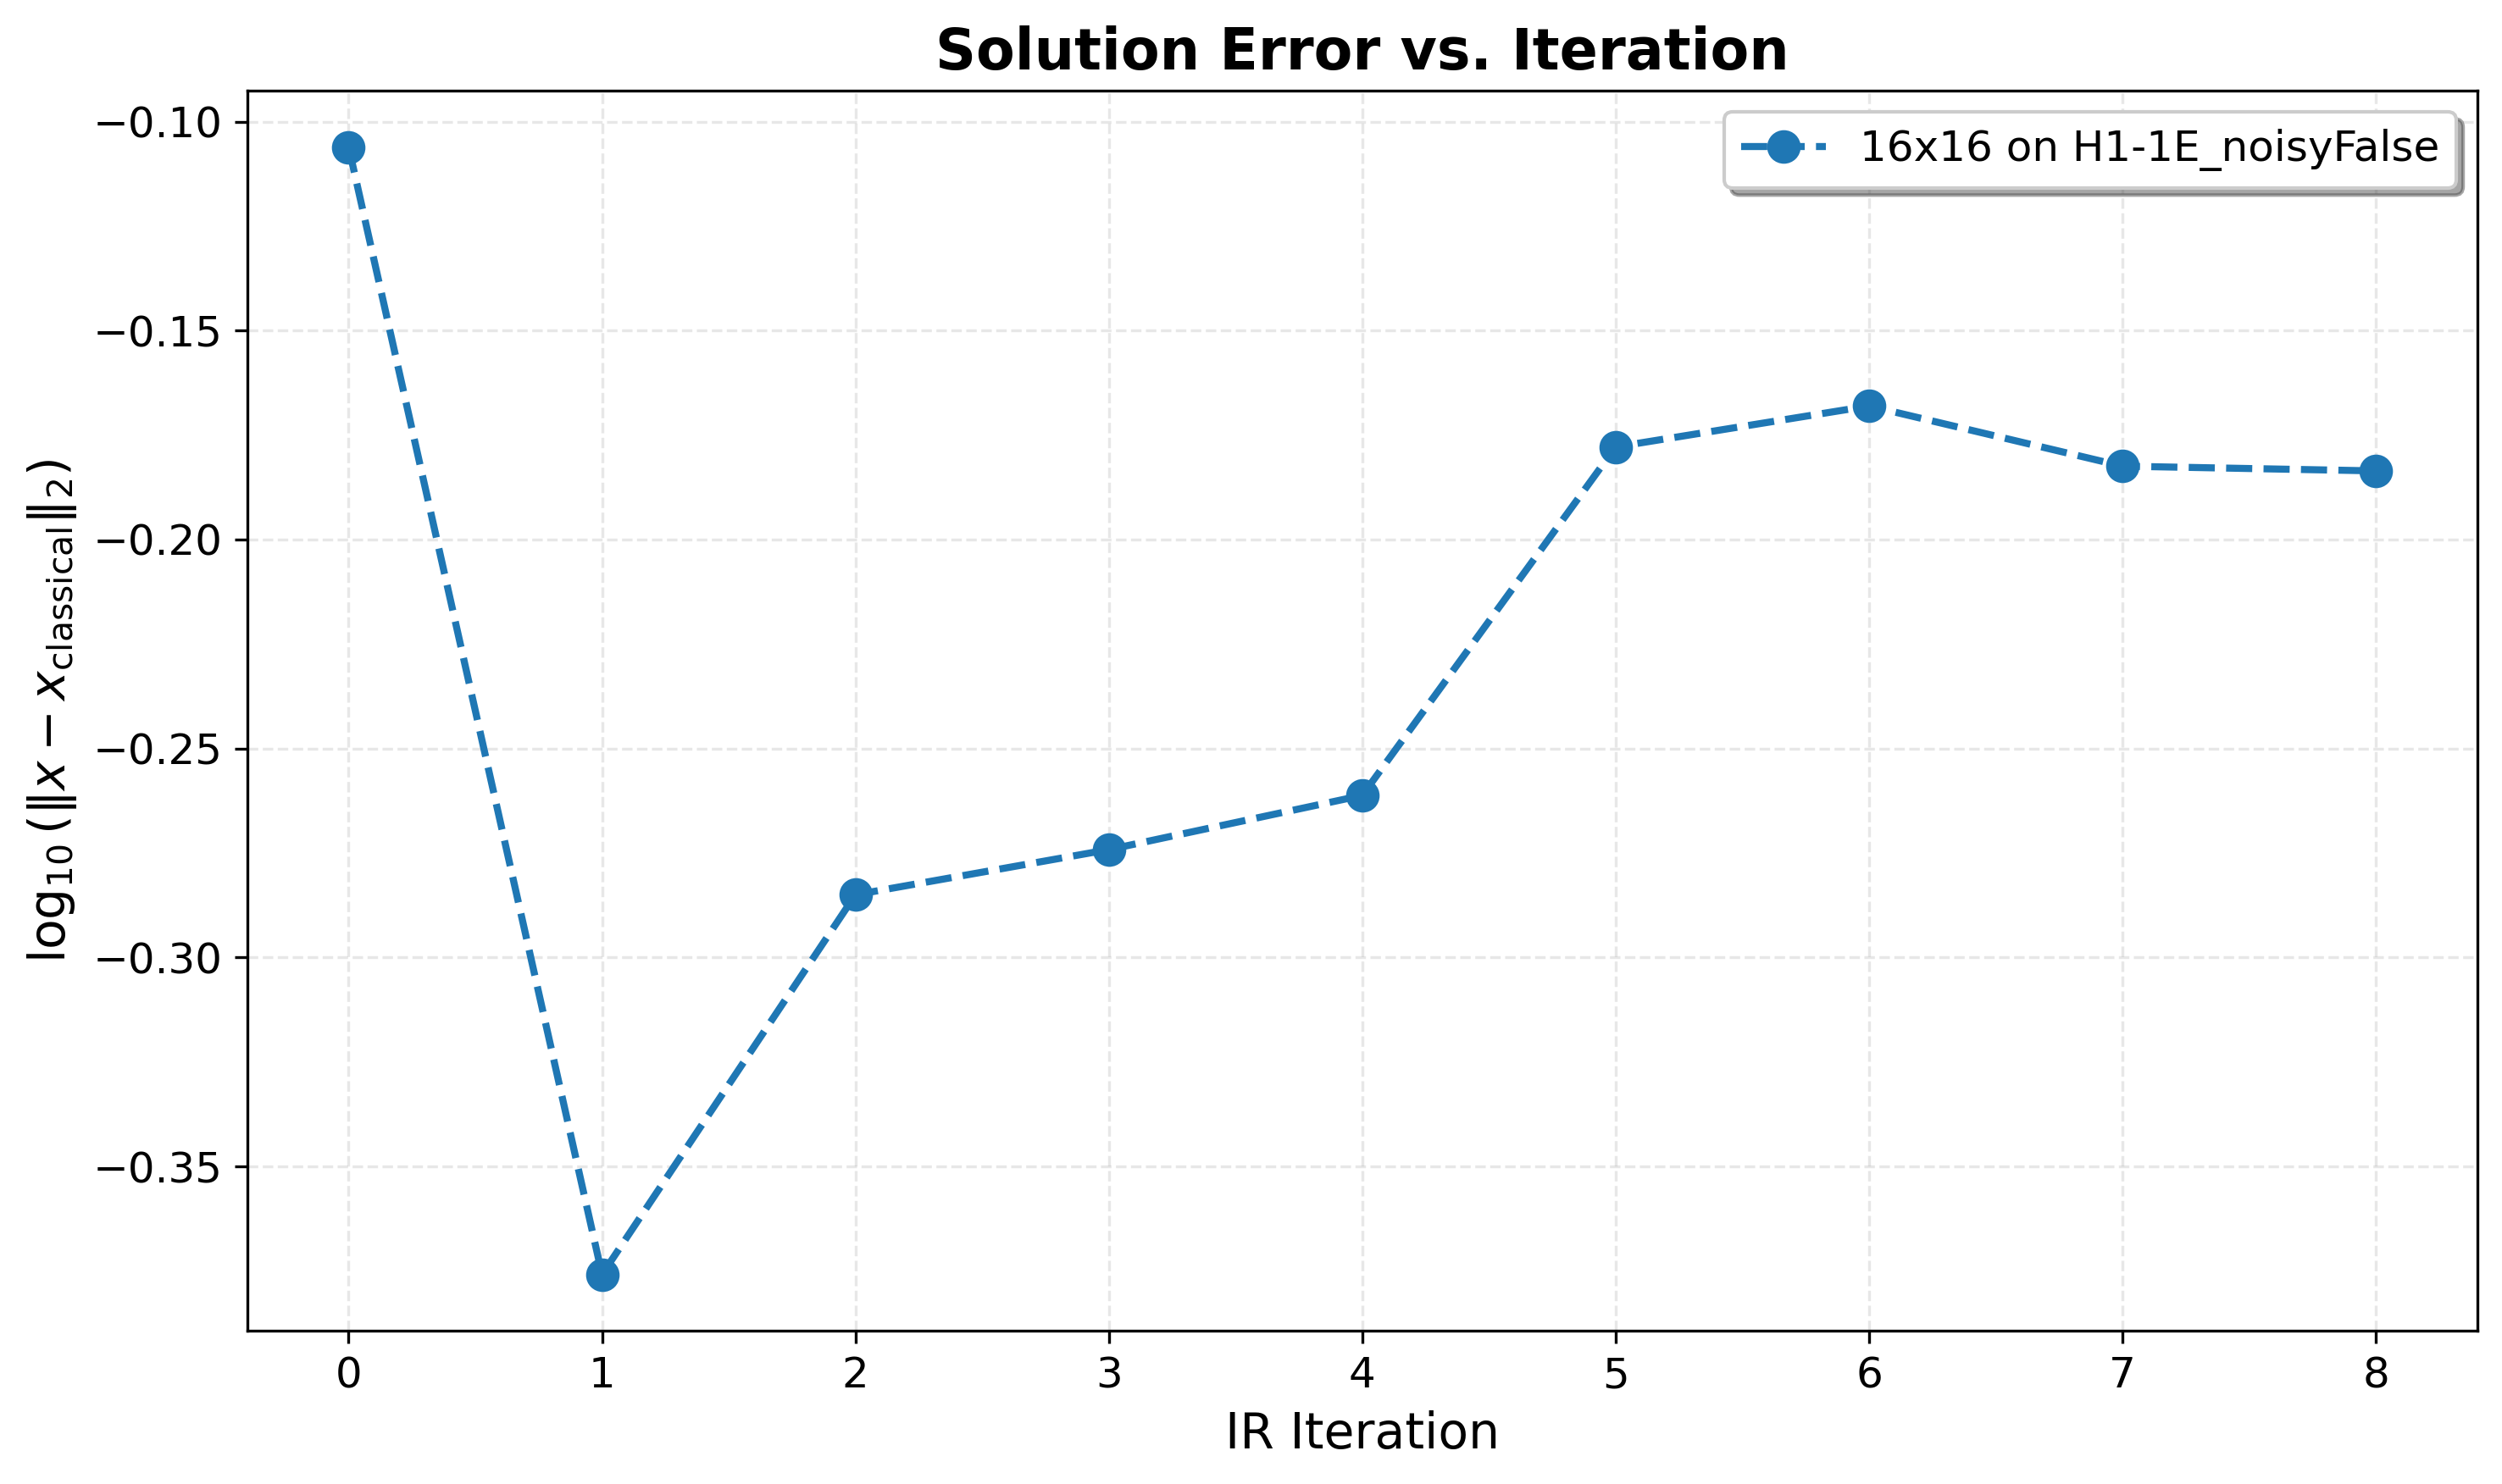 Solution Error vs. Iteration
16x16 on H1-1E_noisyFalse
log₁₀ (‖x − x_classical‖₂)
−0.10
−0.15
−0.20
−0.25
−0.30
−0.35
0 1 2 3 4 5 6 7 8
IR Iteration